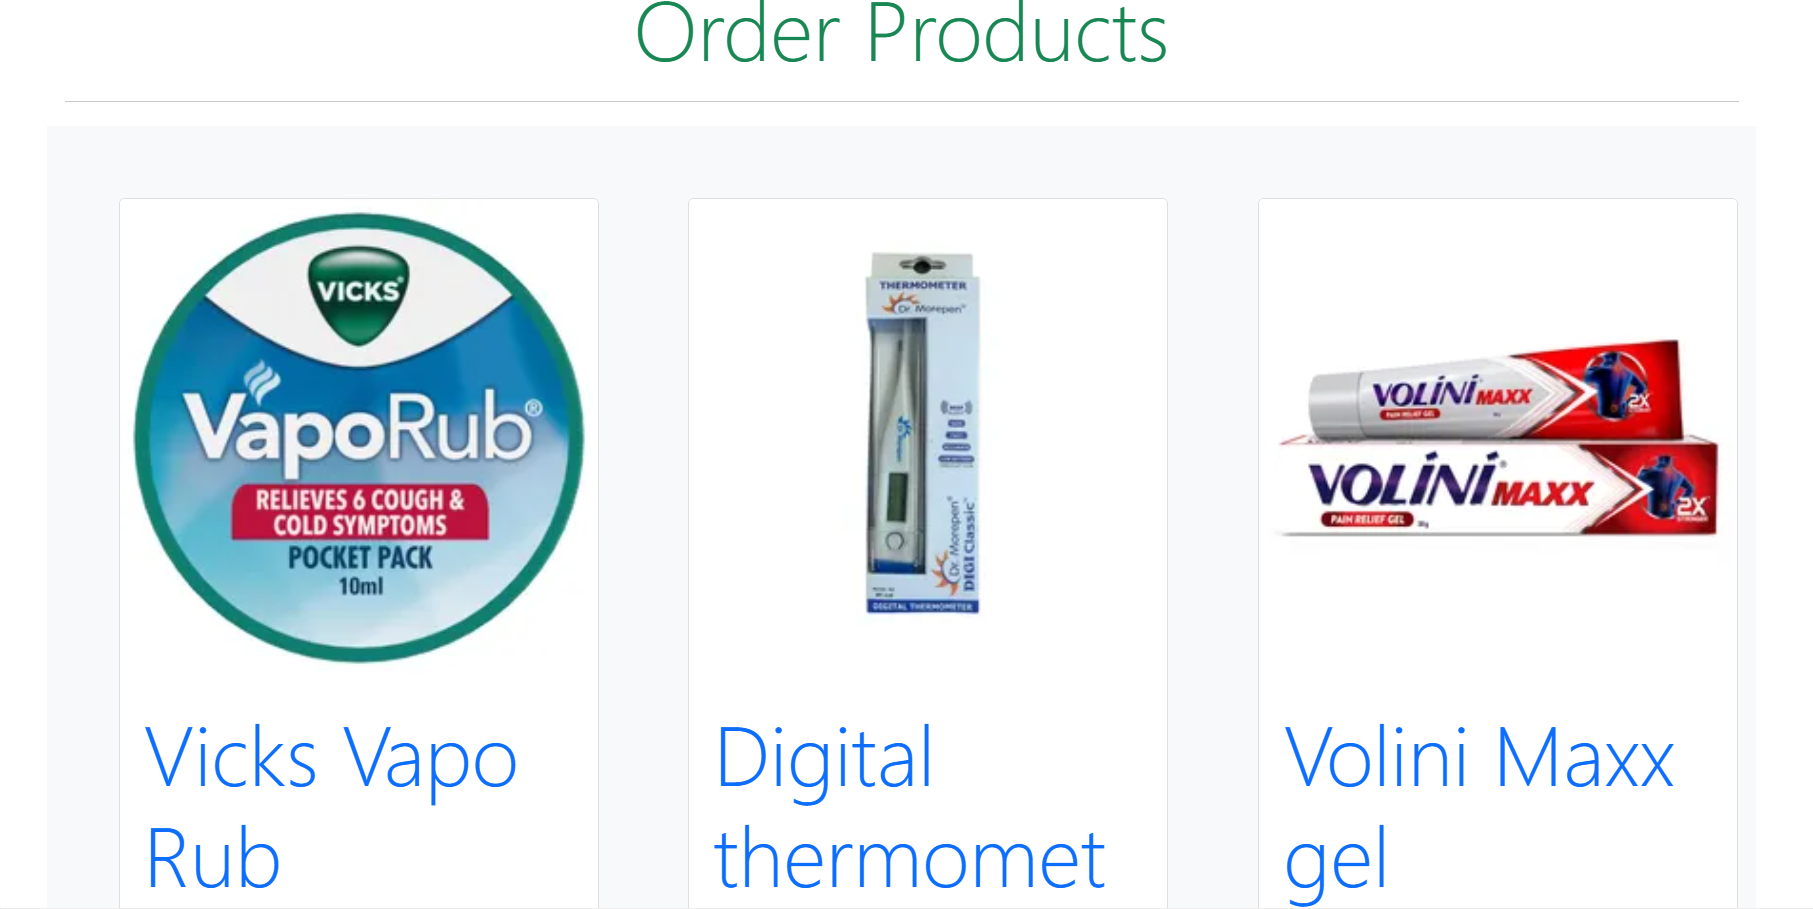 Order Products
VICKS
VapoRub®
RELIEVES 6 COUGH &
COLD SYMPTOMS
POCKET PACK
10ml
THERMOMETER
Dr. Morepen®
Dr. Morepen®
DIGI Classic
DIGITAL THERMOMETER
VOLINI MAXX
PAIN RELIEF GEL
2X
VOLINI® MAXX
PAIN RELIEF GEL
2X
STRONGER
Vicks Vapo
Rub
Digital
thermomet
Volini Maxx
gel